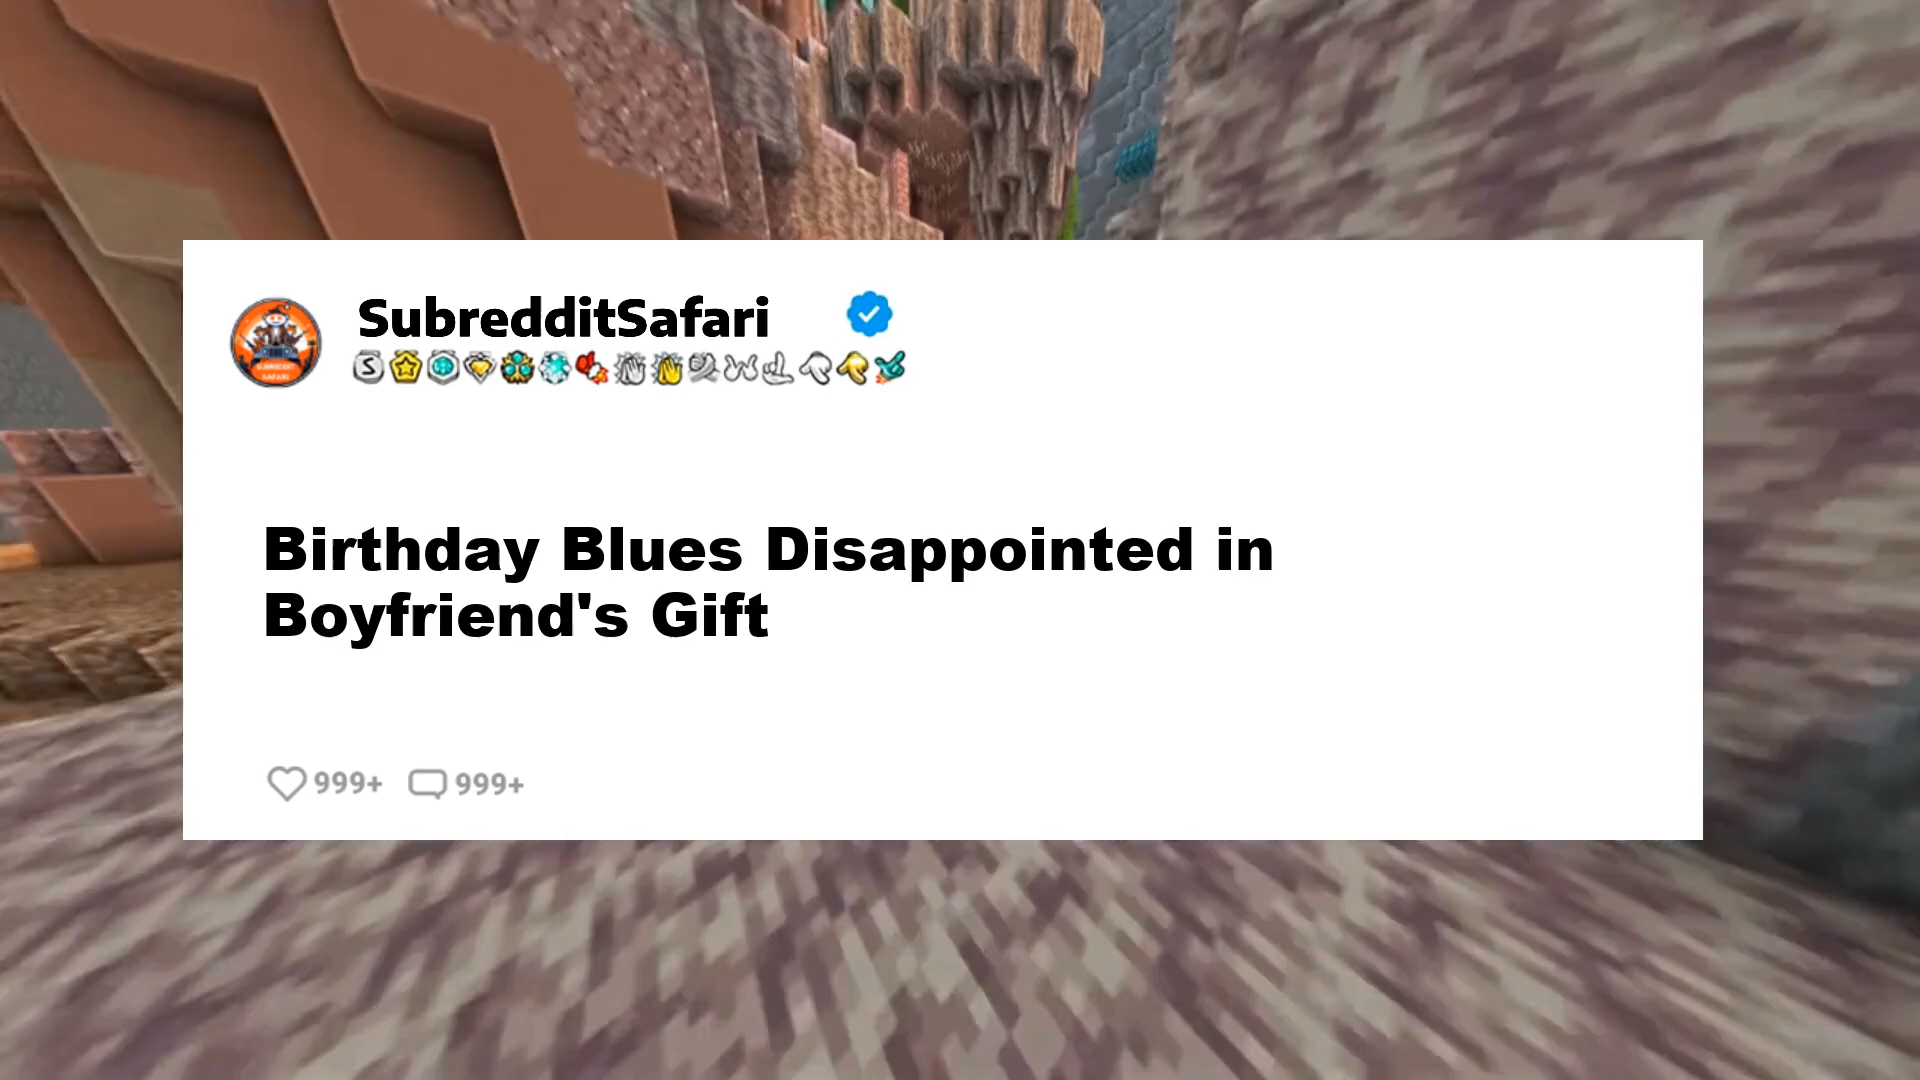 SubredditSafari
Birthday Blues Disappointed in
Boyfriend's Gift
999+ 999+